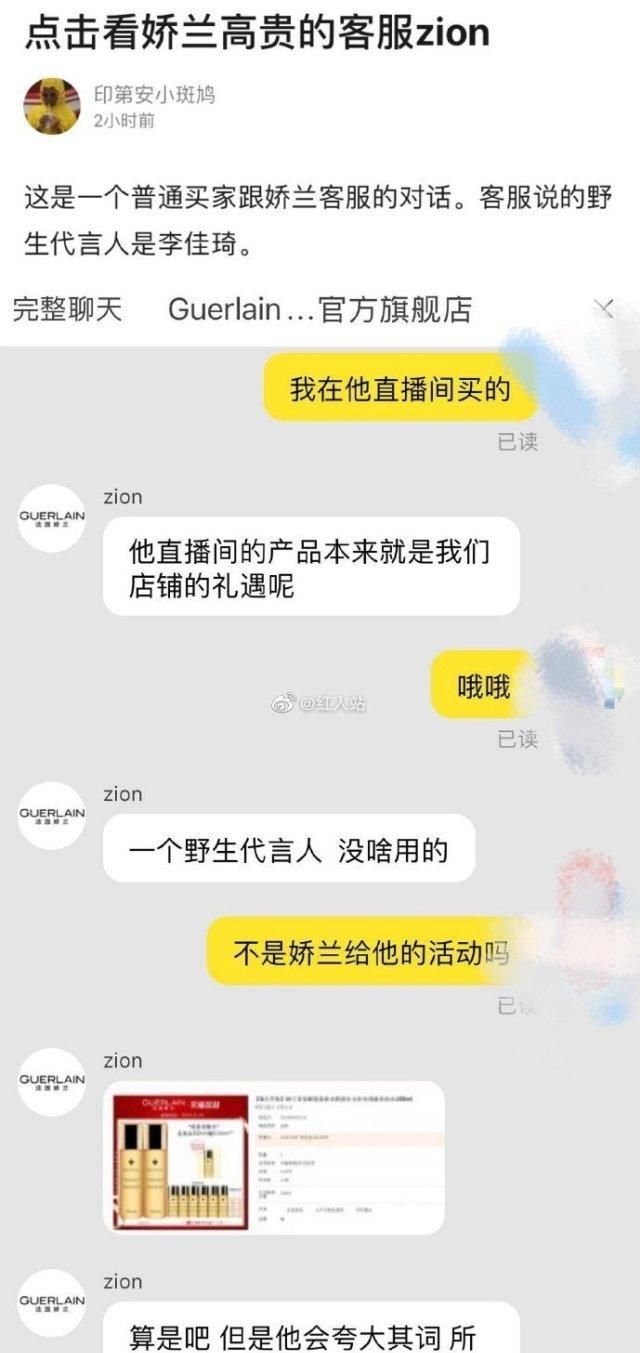 点击看娇兰高贵的客服zion
印第安小斑鸠
2小时前
这是一个普通买家跟娇兰客服的对话。客服说的野
生代言人是李佳琦。
完整聊天
Guerlain...官方旗舰店
我在他直播间买的
已读
zion
GUERLAIN
法国娇兰
他直播间的产品本来就是我们
店铺的礼遇呢
哦哦
@红人站
已读
zion
GUERLAIN
法国娇兰
一个野生代言人 没啥用的
不是娇兰给他的活动吗
已读
zion
GUERLAIN
法国娇兰
GUERLAIN
zion
GUERLAIN
法国娇兰
算是吧 但是他会夸大其词 所